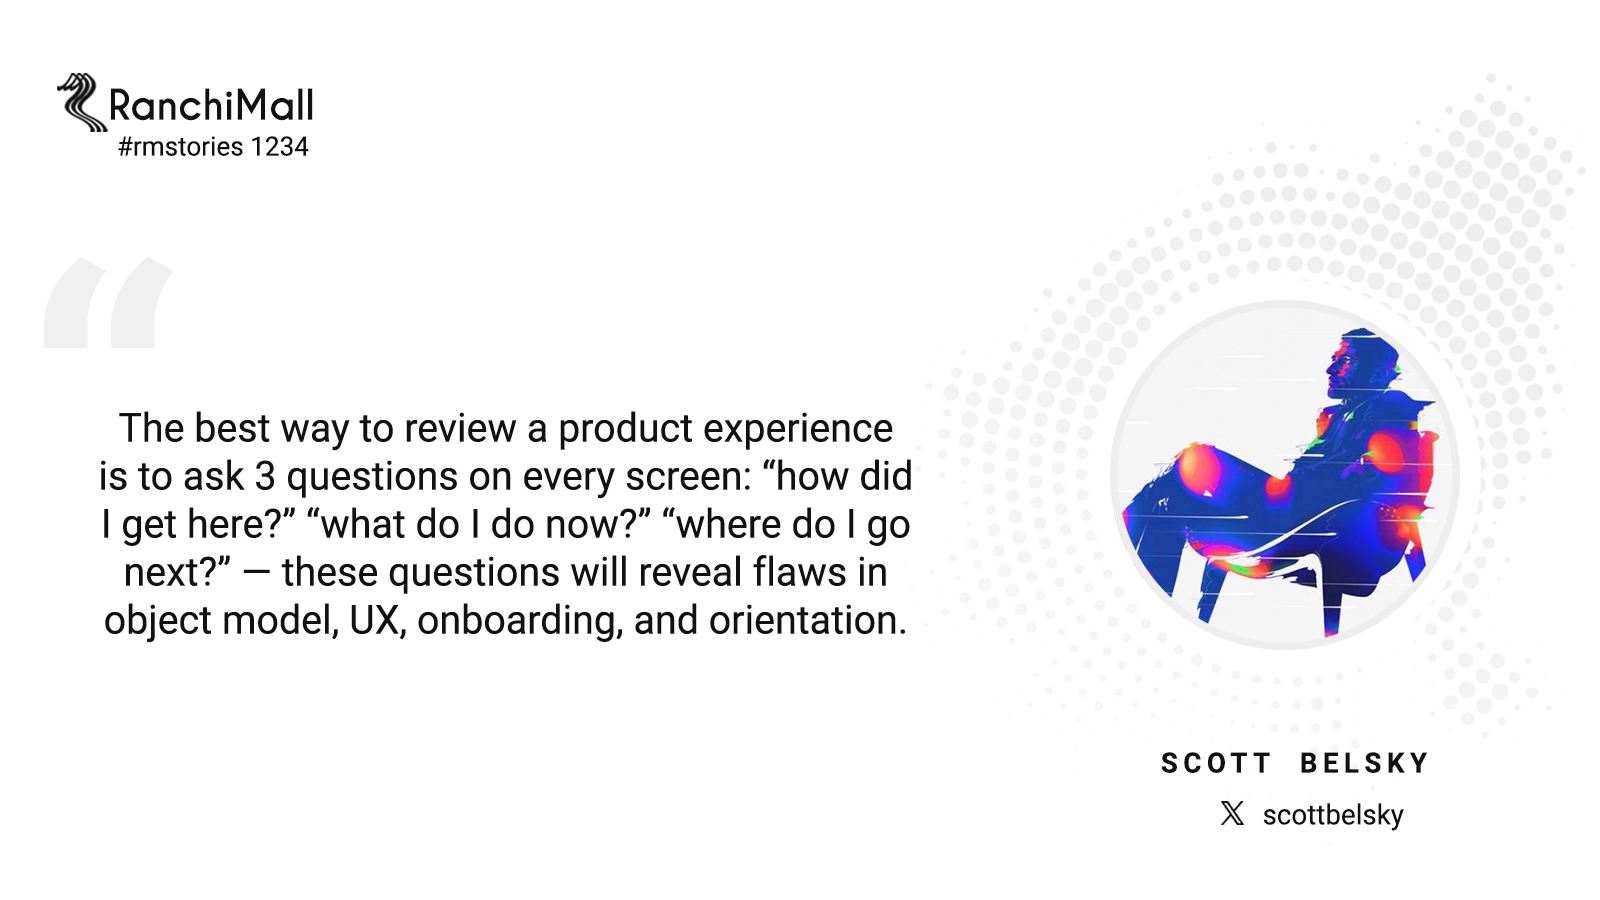 RanchiMall
#rmstories 1234
The best way to review a product experience
is to ask 3 questions on every screen: “how did
I get here?” “what do I do now?” “where do I go
next?” — these questions will reveal flaws in
object model, UX, onboarding, and orientation.
SCOTT BELSKY
𝕏 scottbelsky